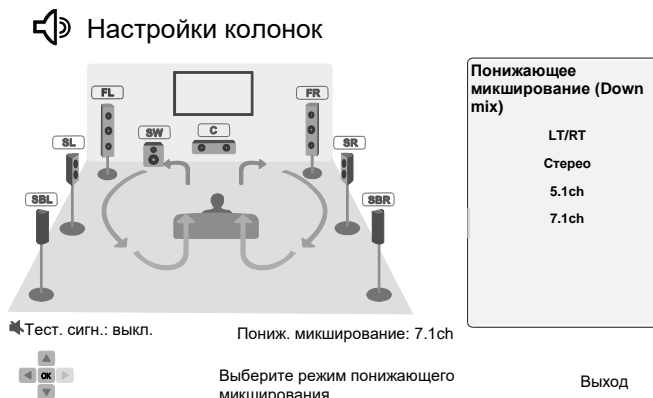 Настройки колонок
FL
FR
SW
C
SL
SR
SBL
SBR
Тест. сигн.: выкл.
Пониж. микширование: 7.1ch
OK
Выберите режим понижающего
микширования
Понижающее
микширование (Down
mix)
LT/RT
Стерео
5.1ch
7.1ch
Выход